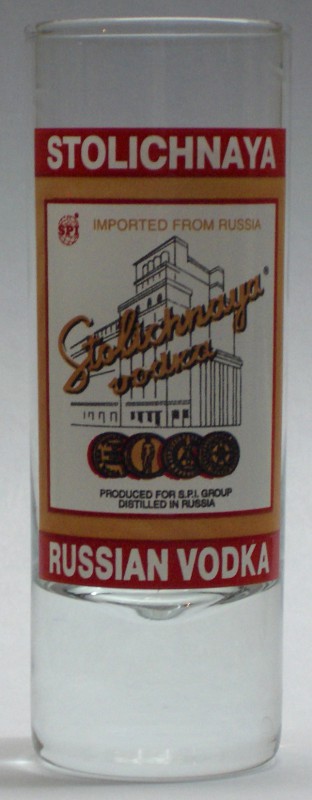 STOLICHNAYA
SPI
IMPORTED FROM RUSSIA
Stolichnaya®
vodka
PRODUCED FOR S.P.I. GROUP
DISTILLED IN RUSSIA
RUSSIAN VODKA